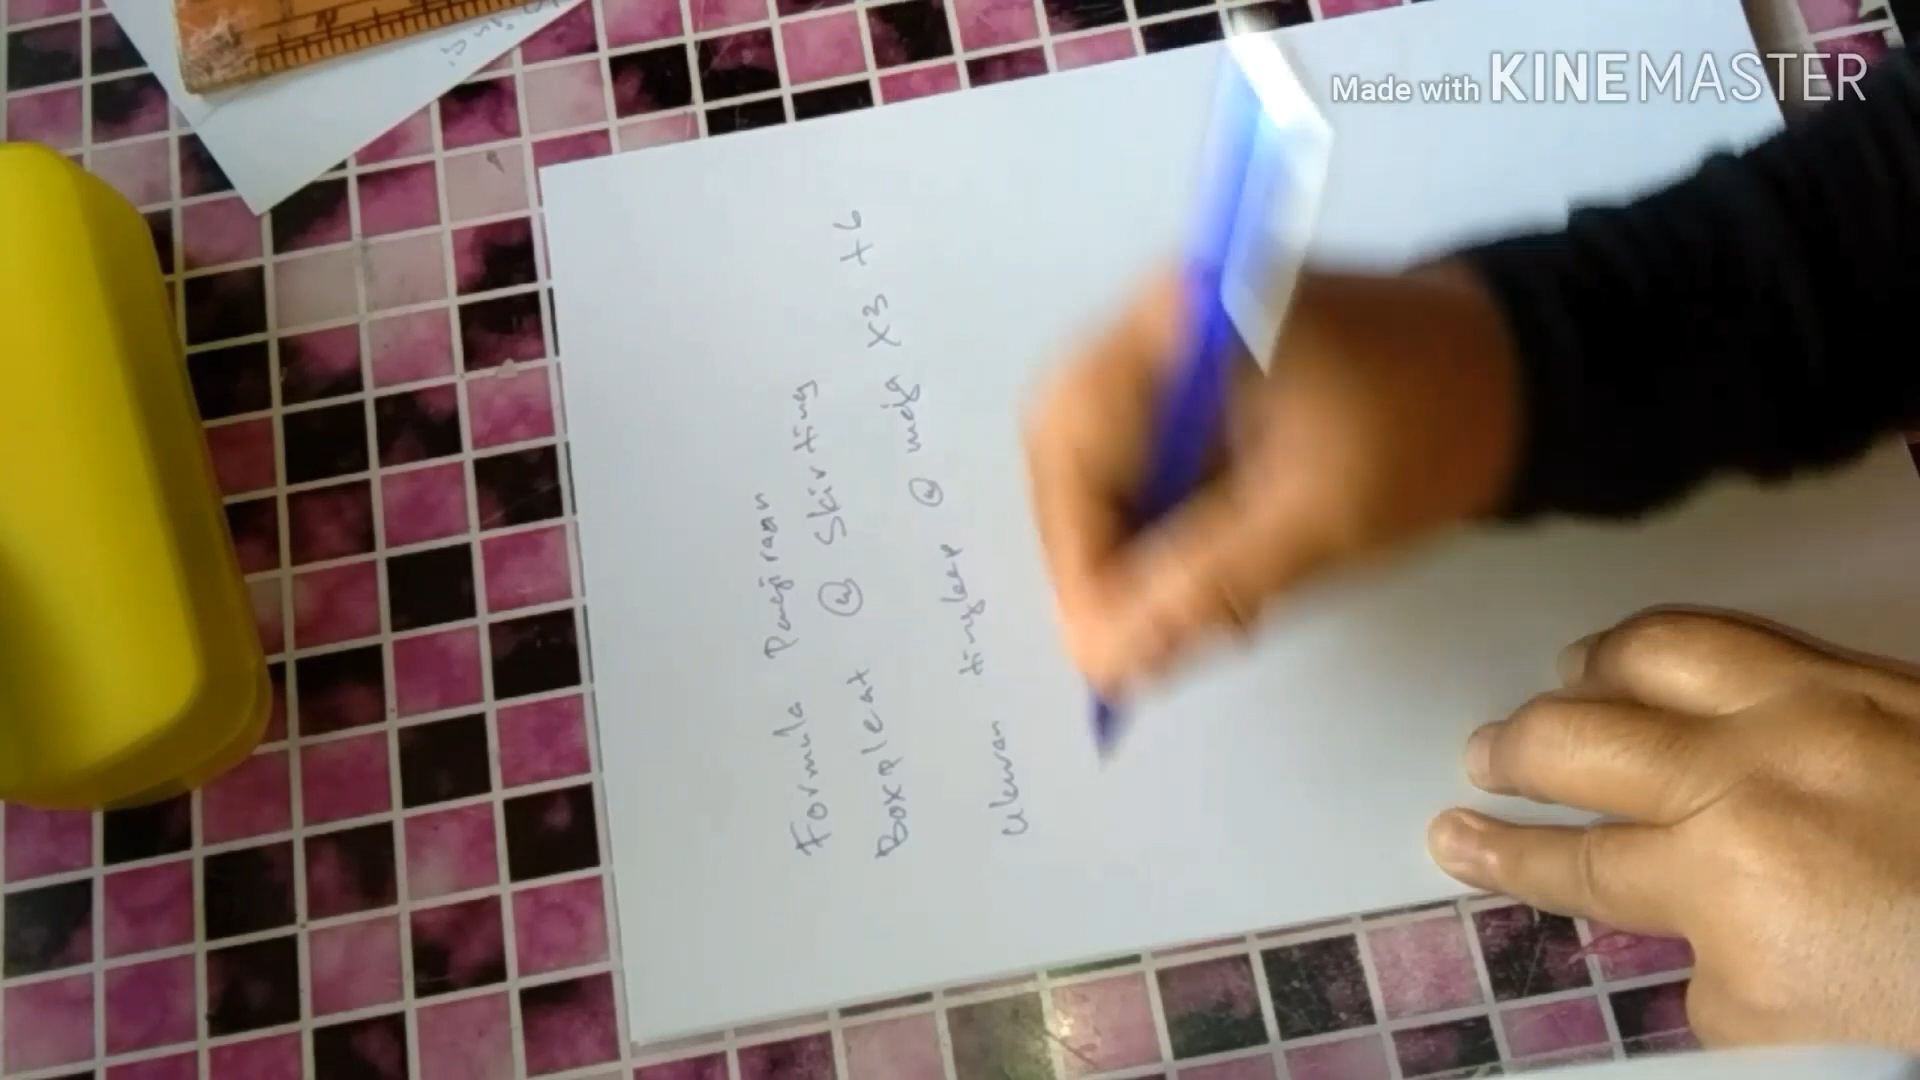 Made with KINEMASTER
Formula Pengiraan
Boxpleat @ Skirting
Ukuran tingkap @ meja x3 +6